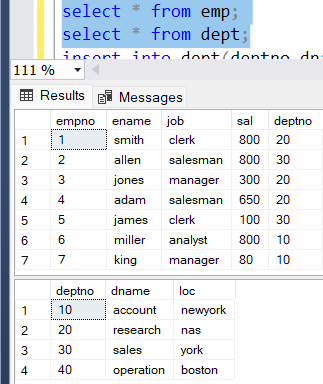 select * from emp;
select * from dept;
insert into dept(deptno,dna
111 %
Results Messages
empno ename job sal deptno
1 1 smith clerk 800 20
2 2 allen salesman 800 30
3 3 jones manager 300 20
4 4 adam salesman 650 20
5 5 james clerk 100 30
6 6 miller analyst 800 10
7 7 king manager 80 10
deptno dname loc
1 10 account newyork
2 20 research nas
3 30 sales york
4 40 operation boston